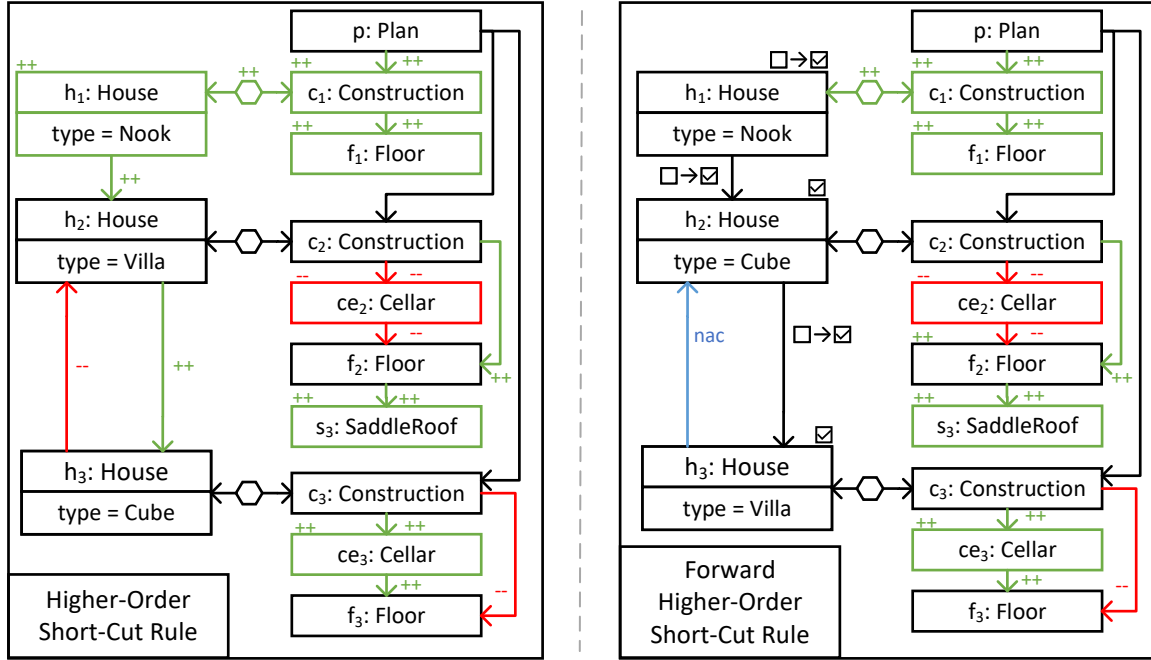 p: Plan
++
++
++
++
++
h₁: House
c₁: Construction
type = Nook
++
++
f₁: Floor
++
h₂: House
c₂: Construction
type = Villa
--
--
ce₂: Cellar
--
--
++
f₂: Floor
++
++
++
s₃: SaddleRoof
h₃: House
c₃: Construction
type = Cube
++
++
ce₃: Cellar
++
--
f₃: Floor
Higher-Order
Short-Cut Rule
p: Plan
☐→☑
++
++
++
h₁: House
c₁: Construction
type = Nook
++
++
f₁: Floor
☐→☑
☑
h₂: House
c₂: Construction
type = Cube
--
--
ce₂: Cellar
nac
☐→☑
++
--
f₂: Floor
++
++
++
s₃: SaddleRoof
☑
h₃: House
c₃: Construction
type = Villa
++
++
ce₃: Cellar
++
--
f₃: Floor
Forward
Higher-Order
Short-Cut Rule